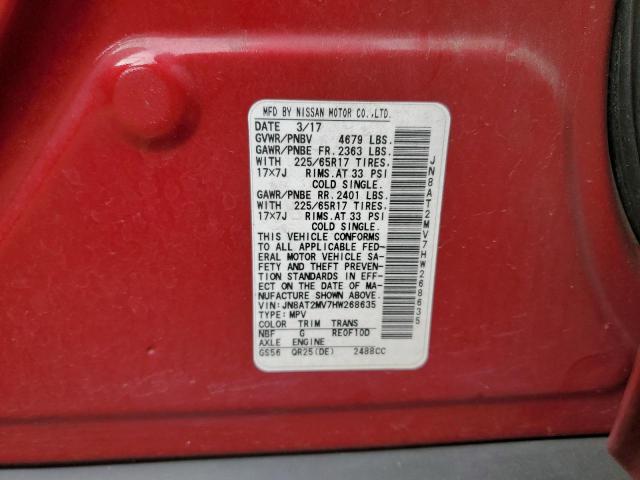 MFD BY NISSAN MOTOR CO.,LTD.
DATE 3/17
GVWR/PNBV 4679 LBS.
GAWR/PNBE FR. 2363 LBS.
WITH 225/65R17 TIRES.
17×7J RIMS.AT 33 PSI
COLD SINGLE.
GAWR/PNBE RR. 2401 LBS.
WITH 225/65R17 TIRES.
17×7J RIMS.AT 33 PSI
COLD SINGLE.
THIS VEHICLE CONFORMS
TO ALL APPLICABLE FED-
ERAL MOTOR VEHICLE SA-
FETY AND THEFT PREVEN-
TION STANDARDS IN EFF-
ECT ON THE DATE OF MA-
NUFACTURE SHOWN ABOVE.
VIN:JN8AT2MV7HW268635
TYPE: MPV
COLOR TRIM TRANS
NBF G RE0F10D
AXLE ENGINE
GS56 QR25(DE) 2488CC
JN8AT2MV7HW268635